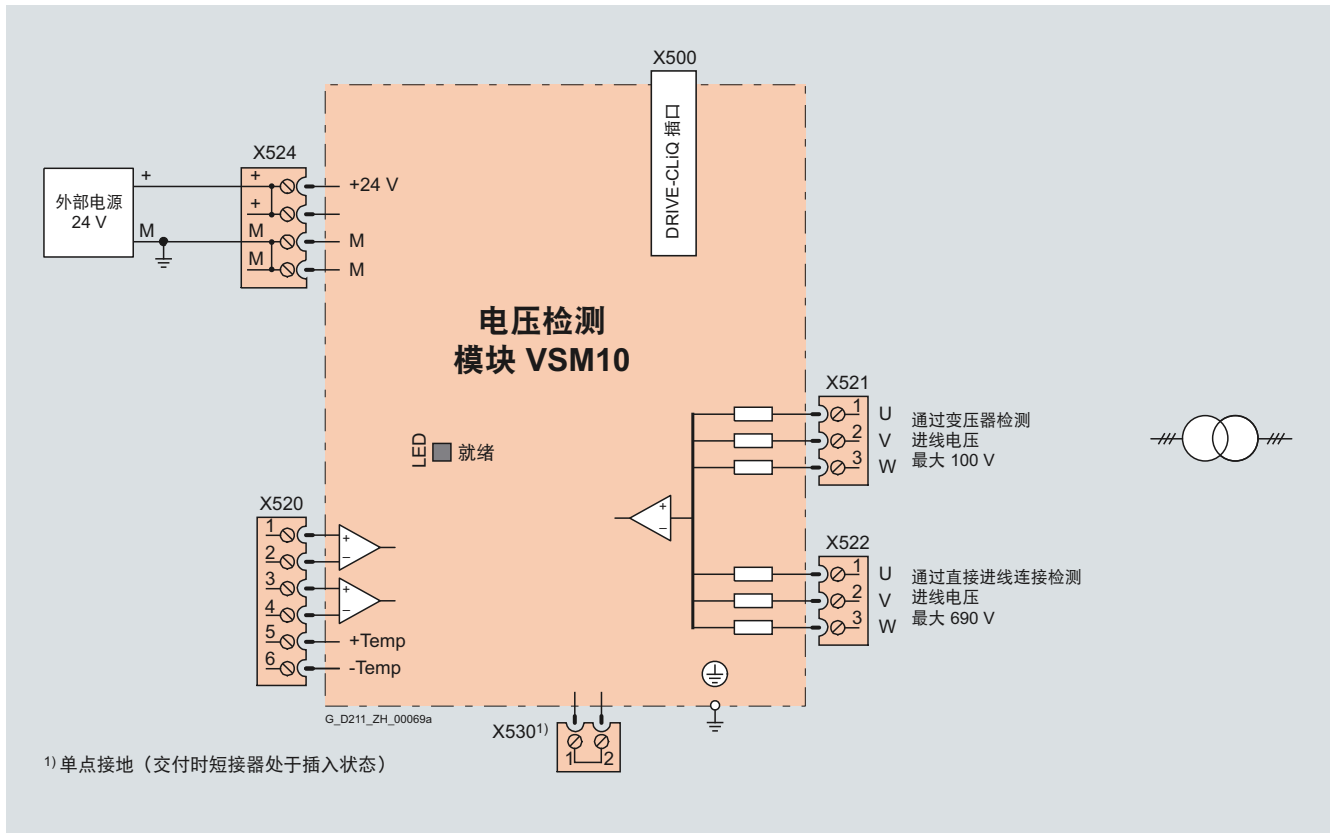 X500
DRIVE-CLiQ 插口
X524
外部电源
24 V
+
M
+
+
M
M
+24 V
M
M
电压检测
模块 VSM10
LED
就绪
X521
1
2
3
U
V
W
通过变压器检测
进线电压
最大 100 V
X520
1
2
3
4
5
6
+
–
+
–
+Temp
-Temp
+
–
X522
1
2
3
U
V
W
通过直接进线连接检测
进线电压
最大 690 V
G_D211_ZH_00069a
X530¹⁾
1
2
¹⁾ 单点接地（交付时短接器处于插入状态）